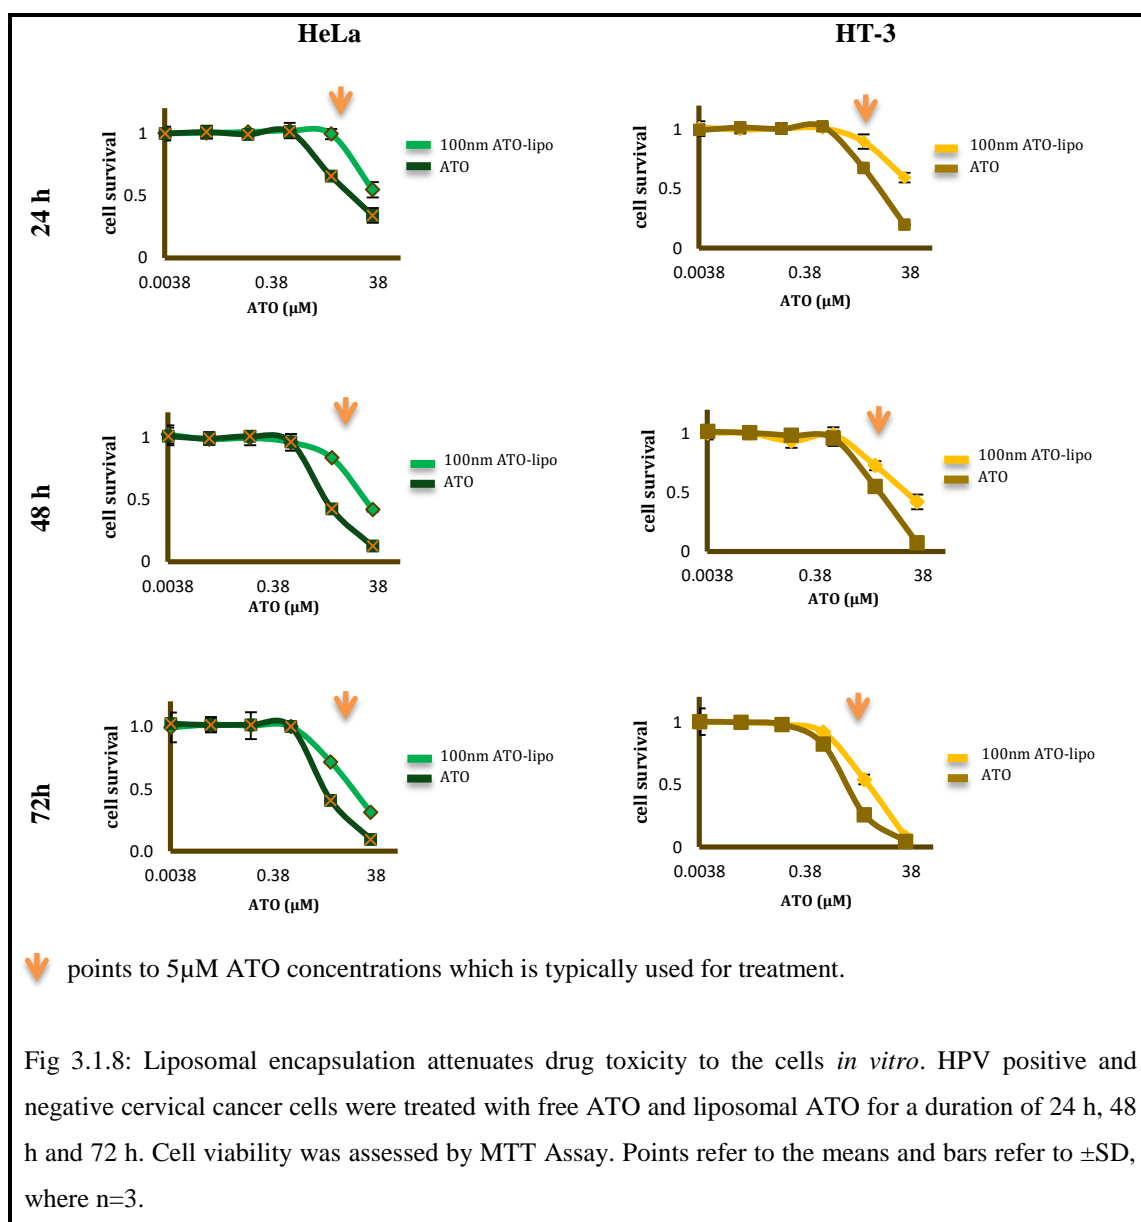 HeLa
HT-3
24 h
cell survival
1
0.5
0
0.0038
0.38
38
ATO (µM)
100nm ATO-lipo
ATO
cell survival
1
0.5
0
0.0038
0.38
38
ATO (µM)
100nm ATO-lipo
ATO
48 h
cell survival
1
0.5
0
0.0038
0.38
38
ATO (µM)
100nm ATO-lipo
ATO
cell survival
1
0.5
0
0.0038
0.38
38
ATO (µM)
100nm ATO-lipo
ATO
72h
cell survival
1.0
0.5
0.0
0.0038
0.38
38
ATO (µM)
100nm ATO-lipo
ATO
cell survival
1
0.5
0
0.0038
0.38
38
ATO (µM)
100nm ATO-lipo
ATO
points to 5µM ATO concentrations which is typically used for treatment.
Fig 3.1.8: Liposomal encapsulation attenuates drug toxicity to the cells in vitro. HPV positive and
negative cervical cancer cells were treated with free ATO and liposomal ATO for a duration of 24 h, 48
h and 72 h. Cell viability was assessed by MTT Assay. Points refer to the means and bars refer to ±SD,
where n=3.